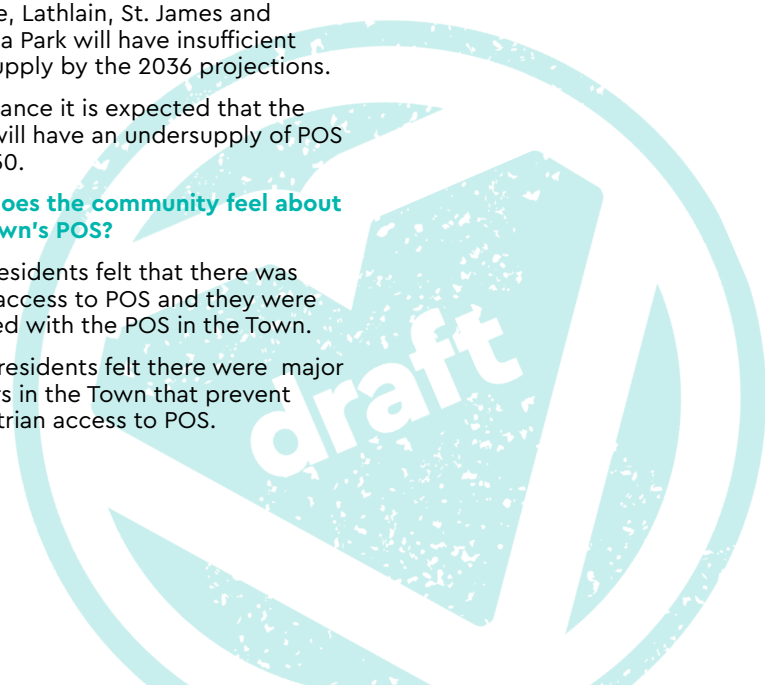 e, Lathlain, St. James and
a Park will have insufficient
upply by the 2036 projections.
ance it is expected that the
will have an undersupply of POS
50.
oes the community feel about
wn's POS?
esidents felt that there was
access to POS and they were
ed with the POS in the Town.
residents felt there were  major
rs in the Town that prevent
trian access to POS.
draft